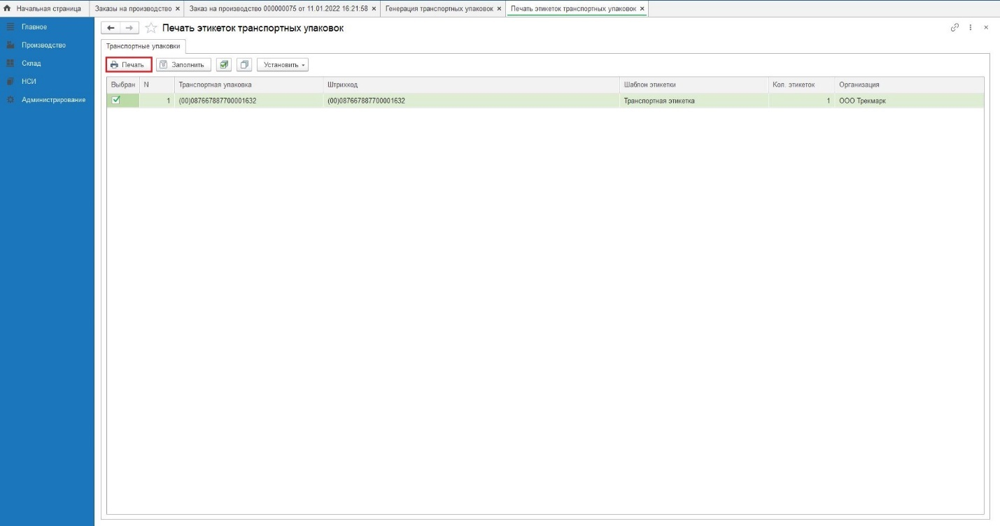 Начальная страница
Заказы на производство ×
Заказ на производство 000000075 от 11.01.2022 16:21:58 ×
Генерация транспортных упаковок ×
Печать этикеток транспортных упаковок ×
Главное
Производство
Склад
НСИ
Администрирование
Печать этикеток транспортных упаковок
Транспортные упаковки
Печать Заполнить Установить
Выбран N Транспортная упаковка Штрихкод Шаблон этикетки Кол. этикеток Организация
1 (00)087667887700001632 (00)087667887700001632 Транспортная этикетка 1 ООО Трекмарк